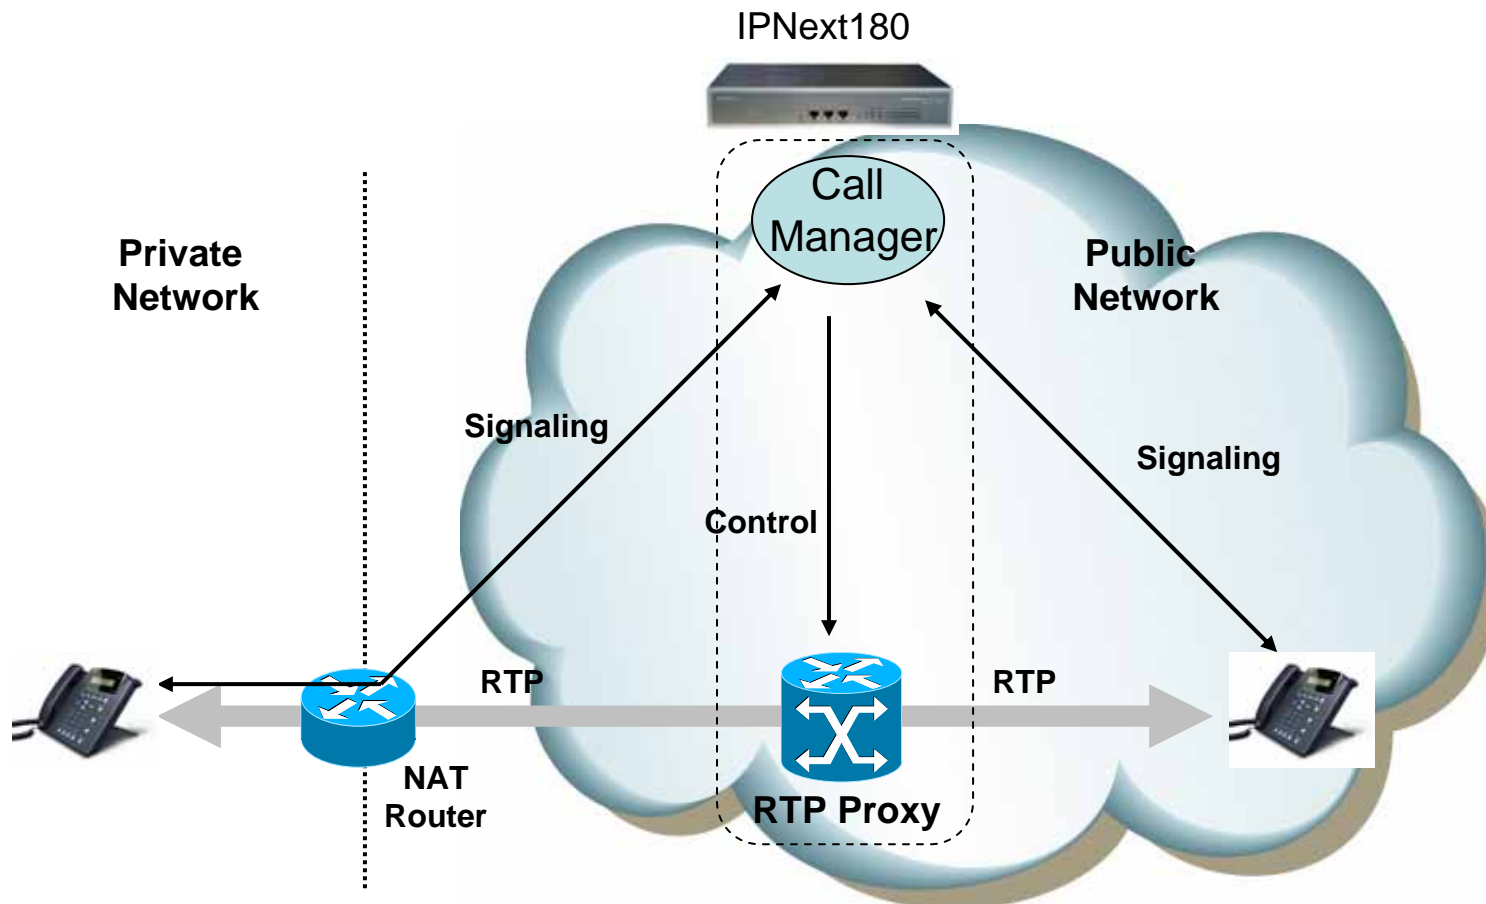 IPNext180
Call
Manager
Private
Network
Public
Network
Signaling
Signaling
Control
RTP
RTP
NAT
Router
RTP Proxy